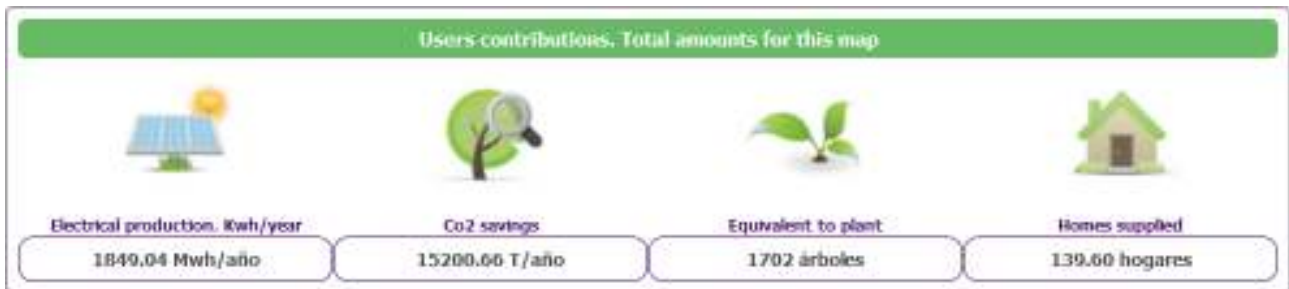 Users contributions. Total amounts for this map
Electrical production. Kwh/year
Co2 savings
Equivalent to plant
Homes supplied
1849.04 Mwh/año
15200.66 T/año
1702 árboles
139.60 hogares